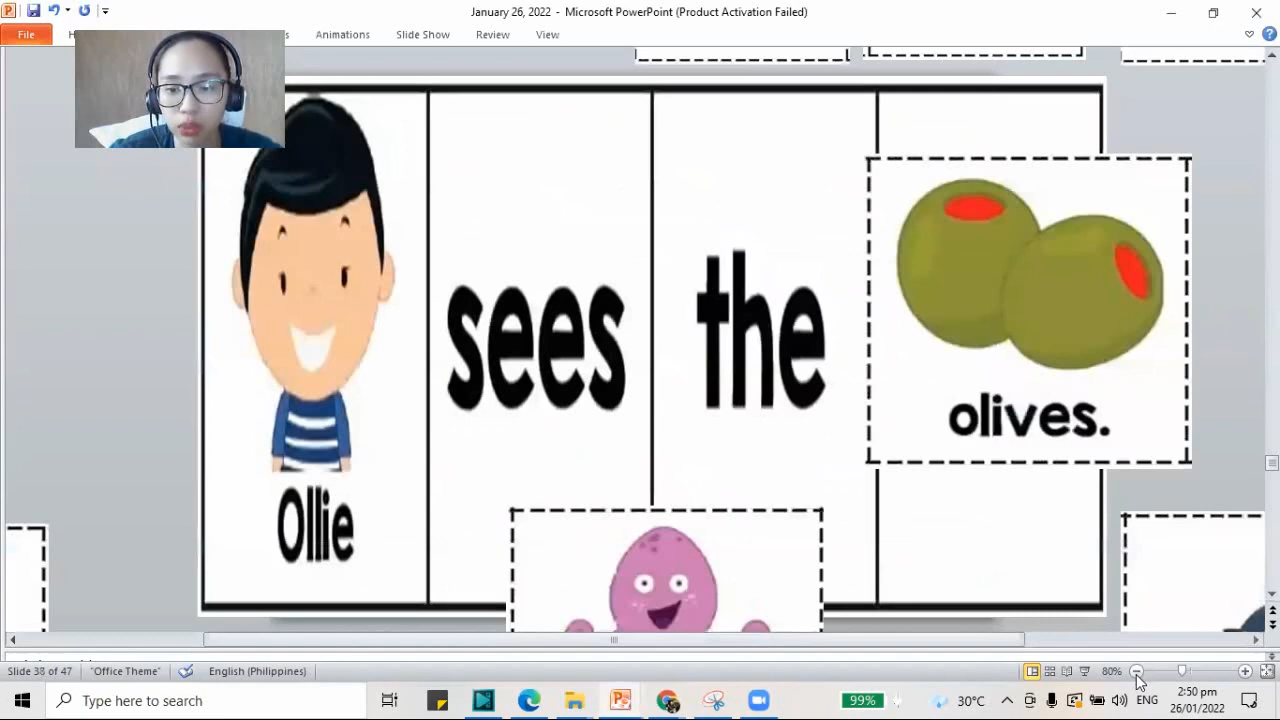 January 26, 2022 - Microsoft PowerPoint (Product Activation Failed)
File
Animations
Slide Show
Review
View
sees
the
olives.
Ollie
Slide 38 of 47
"Office Theme"
English (Philippines)
80%
Type here to search
99%
30°C
ENG
2:50 pm
26/01/2022